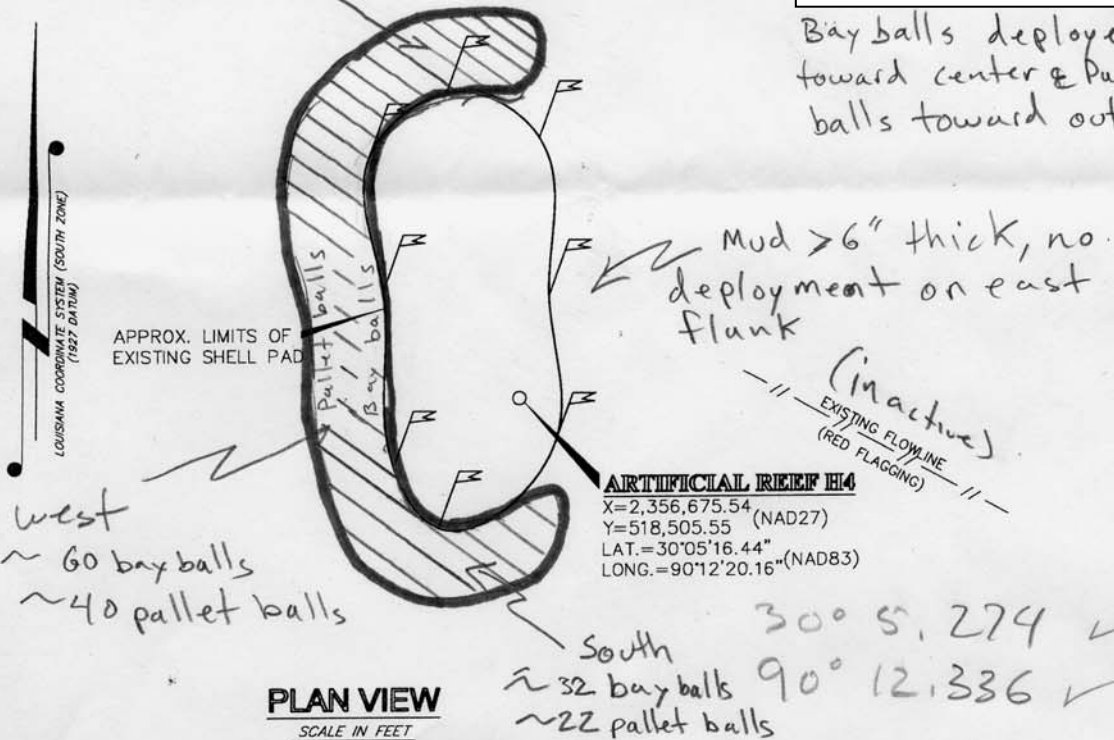 Bay balls deploye
toward center & Pa
balls toward out
Mud > 6" thick, no
deployment on east
flank
(inactive)
EXISTING FLOWLINE
(RED FLAGGING)
LOUISIANA COORDINATE SYSTEM (SOUTH ZONE)
(1927 DATUM)
APPROX. LIMITS OF
EXISTING SHELL PAD
Pallet balls
Bay balls
ARTIFICIAL REEF H4
X=2,356,675.54 (NAD27)
Y=518,505.55
LAT.=30°05'16.44" (NAD83)
LONG.=90°12'20.16"
west
~ 60 bay balls
~40 pallet balls
South
~ 32 bay balls
~22 pallet balls
30° 5.274 ✓
90° 12.336 ✓
PLAN VIEW
SCALE IN FEET